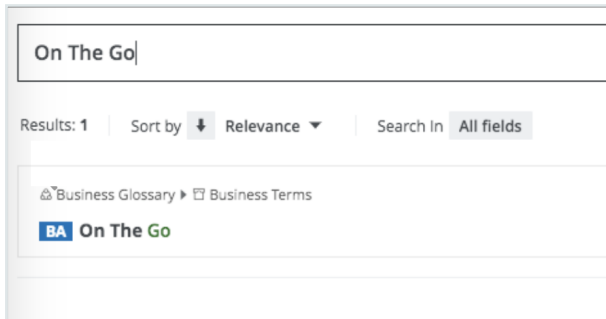 On The Go
Results: 1 Sort by Relevance Search In All fields
Business Glossary Business Terms
BA On The Go